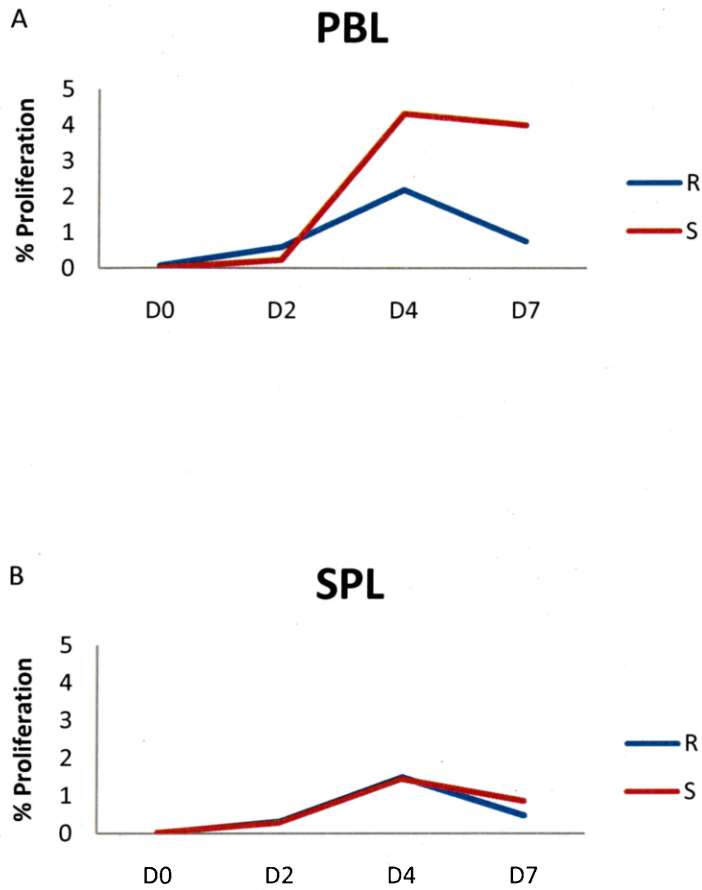 A
PBL
% Proliferation
5
4
3
2
1
0
D0 D2 D4 D7
R
S
B
SPL
% Proliferation
5
4
3
2
1
0
D0 D2 D4 D7
R
S